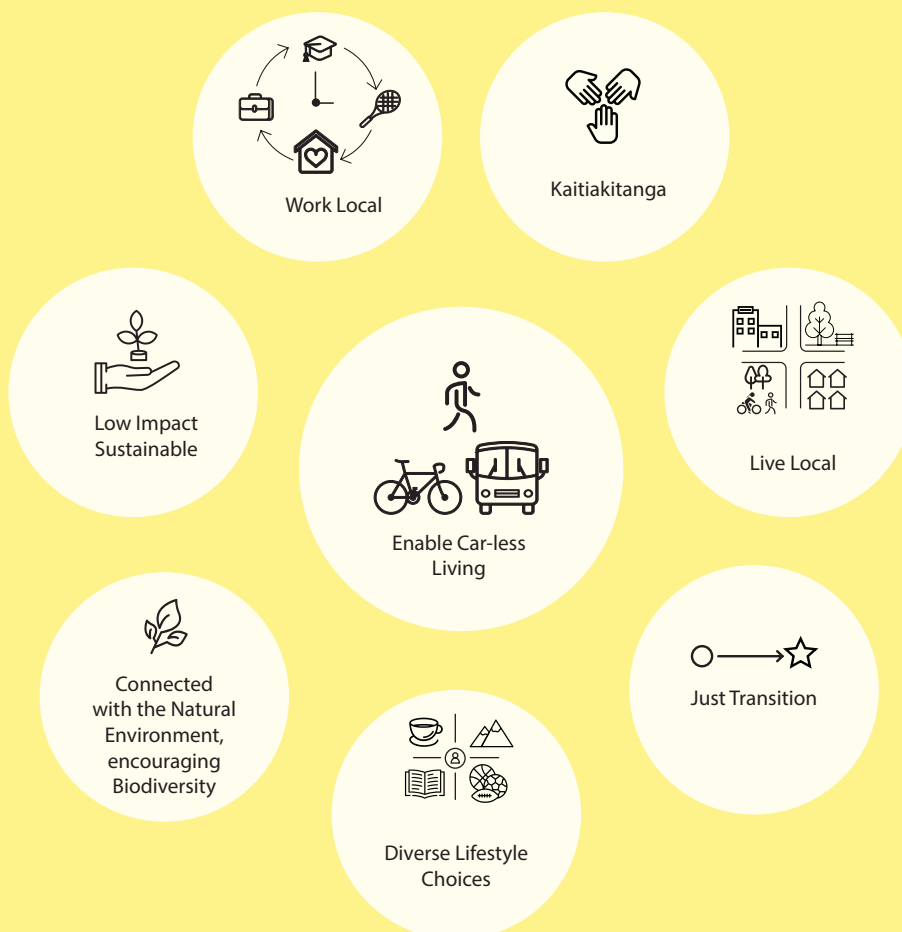 Work Local
Kaitiakitanga
Low Impact
Sustainable
Live Local
Enable Car-less
Living
Connected
with the Natural
Environment,
encouraging
Biodiversity
Just Transition
Diverse Lifestyle
Choices